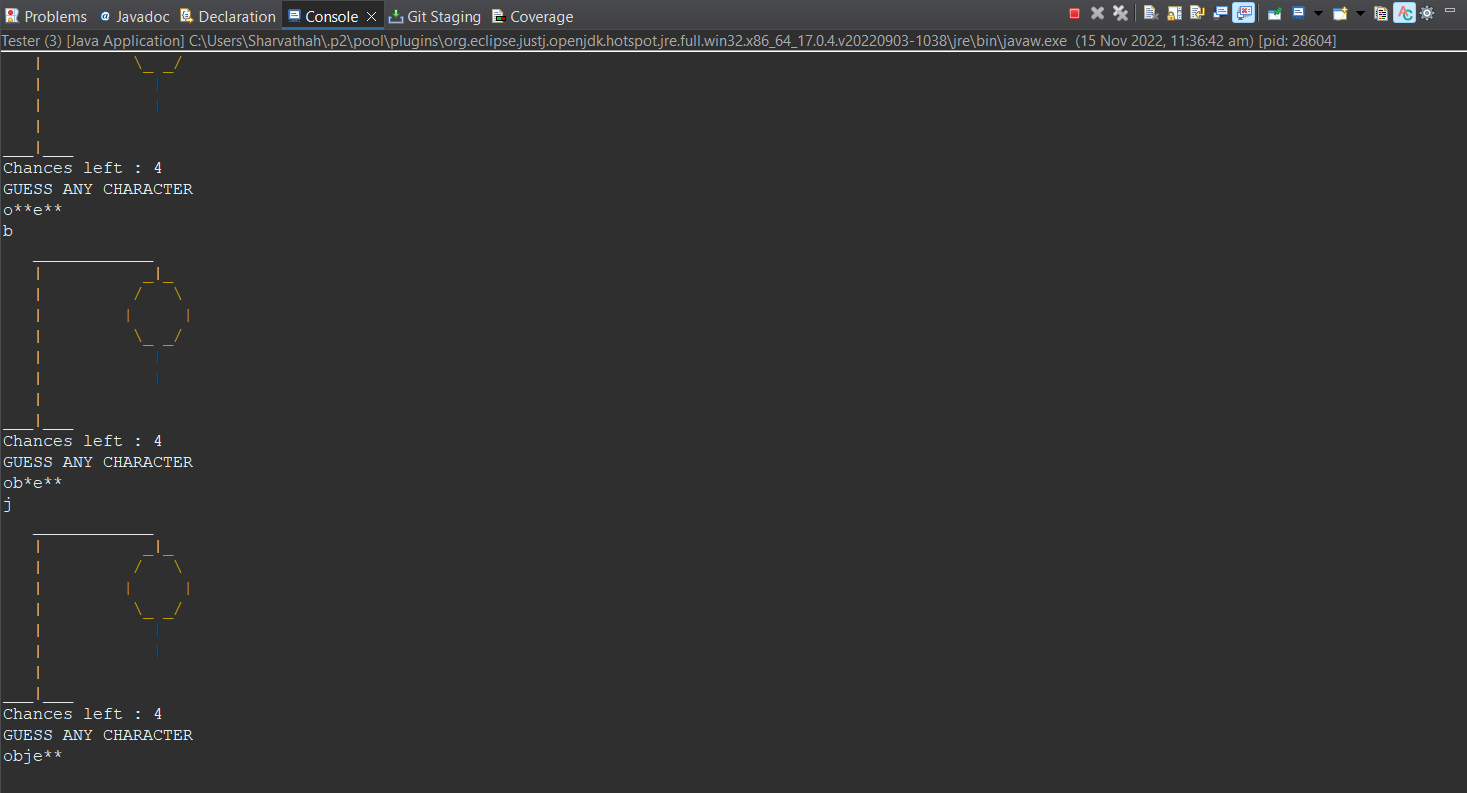 Problems Javadoc Declaration Console Git Staging Coverage
Tester (3) [Java Application] C:\Users\Sharvathah\.p2\pool\plugins\org.eclipse.justj.openjdk.hotspot.jre.full.win32.x86_64_17.0.4.v20220903-1038\jre\bin\javaw.exe (15 Nov 2022, 11:36:42 am) [pid: 28604]
Chances left : 4
GUESS ANY CHARACTER
o**e**
b
Chances left : 4
GUESS ANY CHARACTER
ob*e**
j
Chances left : 4
GUESS ANY CHARACTER
obje**